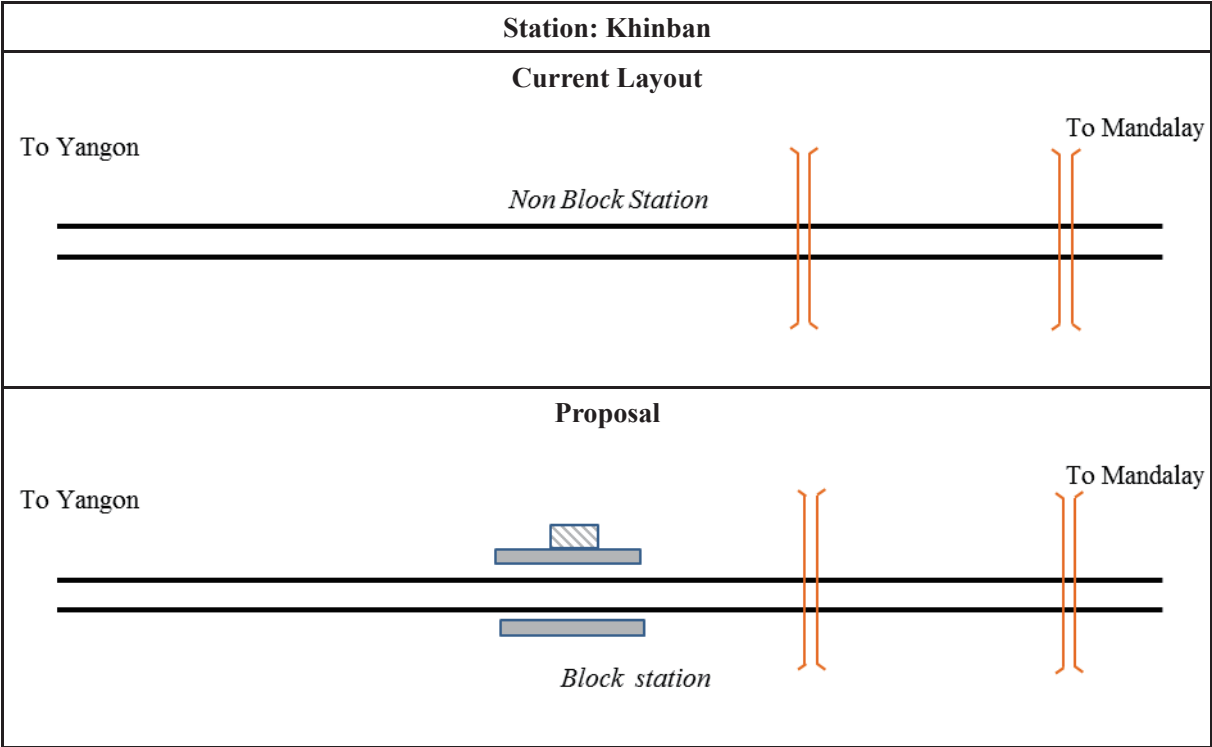 Station: Khinban
Current Layout
To Yangon
To Mandalay
Non Block Station
Proposal
To Yangon
To Mandalay
Block station